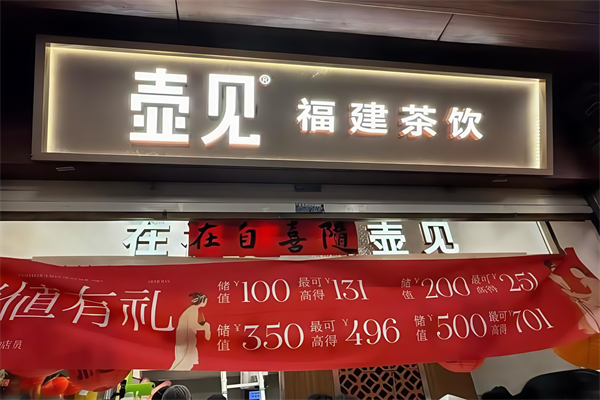 壶见®
福建茶饮
在在自喜隨 壶见
值有礼
储值 ¥100 最可高得 ¥131
储值 ¥200 最可高得 ¥251
储值 ¥350 最可高得 ¥496
储值 ¥500 最可高得 ¥701
店员